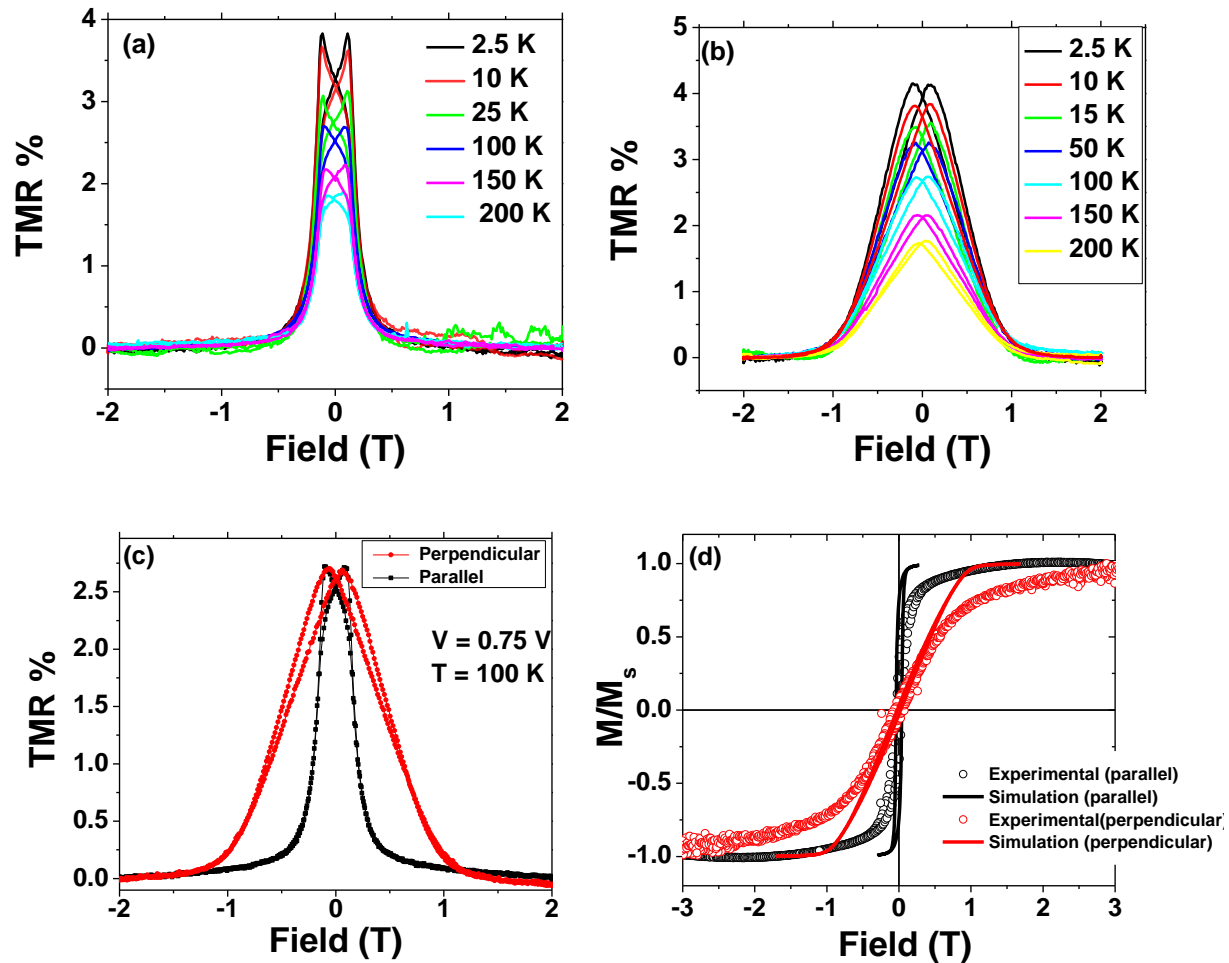 (a)
2.5 K
10 K
25 K
100 K
150 K
200 K
TMR %
4
3
2
1
0
-2
-1
0
1
2
Field (T)
(b)
2.5 K
10 K
15 K
50 K
100 K
150 K
200 K
TMR %
5
4
3
2
1
0
-2
-1
0
1
2
Field (T)
(c)
Perpendicular
Parallel
V = 0.75 V
T = 100 K
TMR %
2.5
2.0
1.5
1.0
0.5
0.0
-2
-1
0
1
2
Field (T)
(d)
M/Ms
1.0
0.5
0.0
-0.5
-1.0
Experimental (parallel)
Simulation (parallel)
Experimental(perpendicular)
Simulation (perpendicular)
-3
-2
-1
0
1
2
3
Field (T)